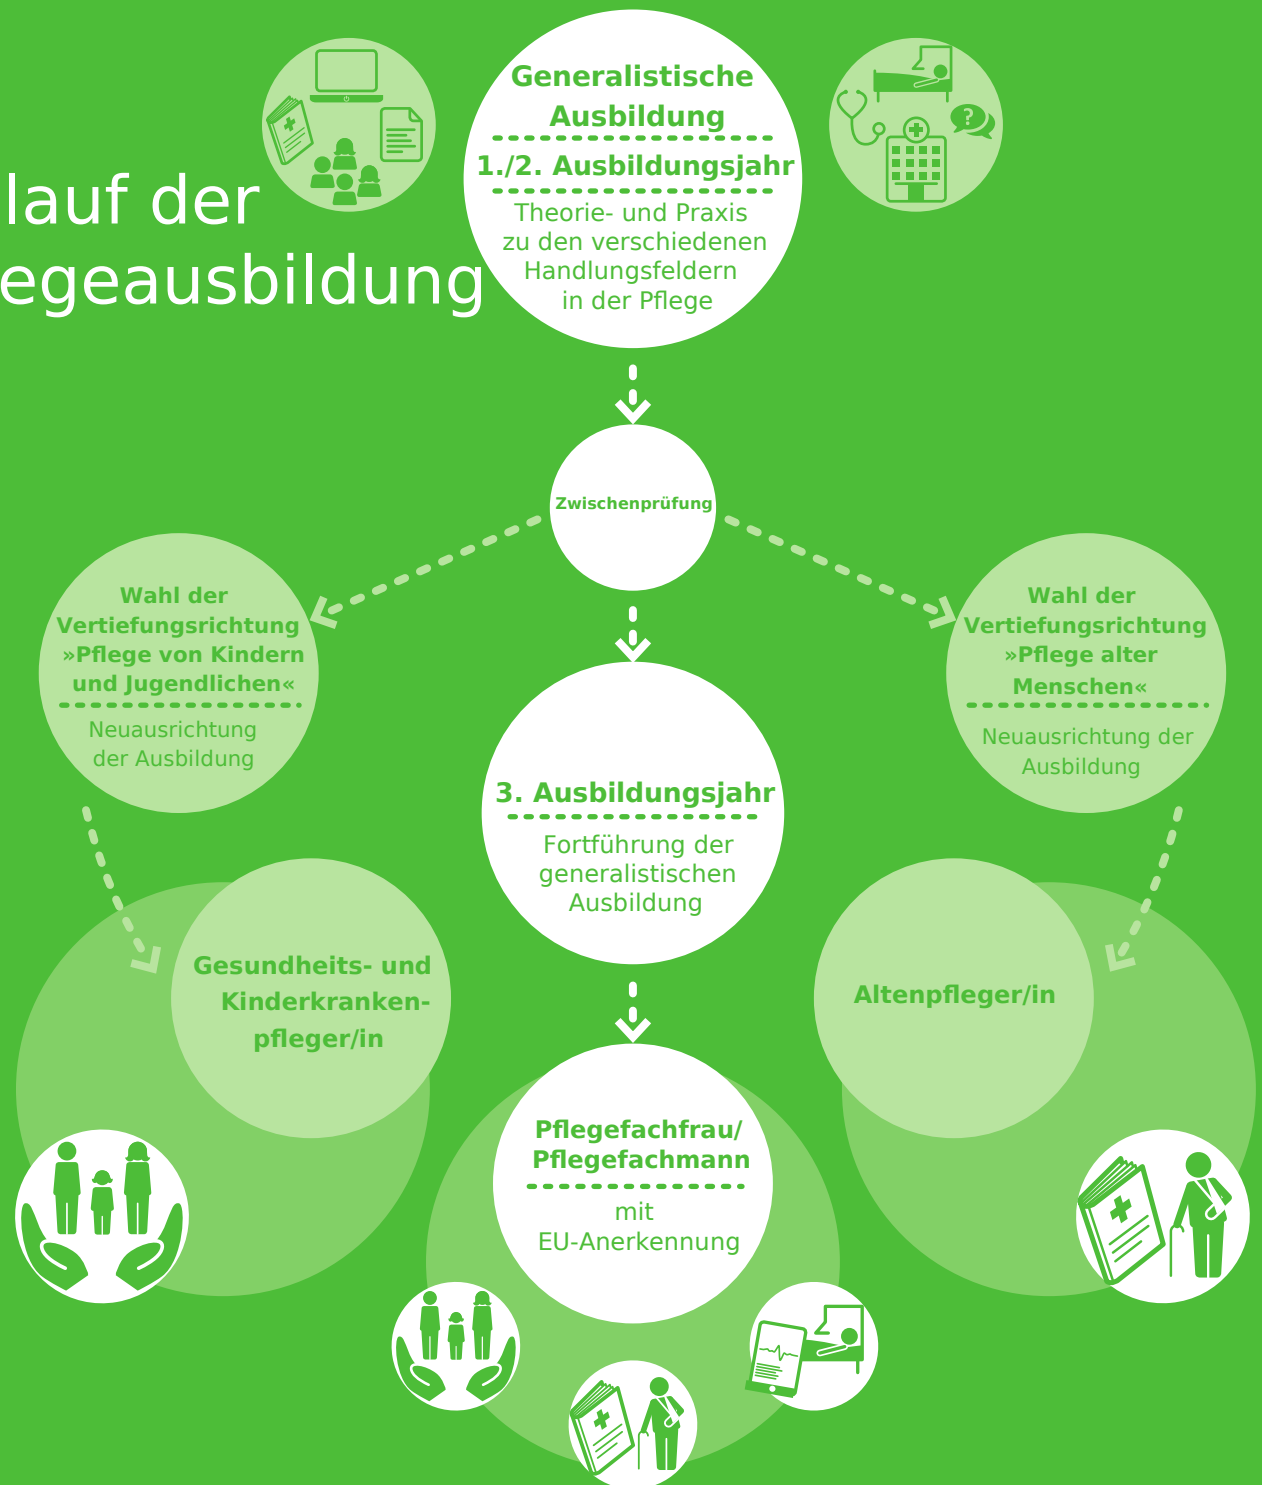 lauf der
egeausbildung
Generalistische
Ausbildung
1./2. Ausbildungsjahr
Theorie- und Praxis
zu den verschiedenen
Handlungsfeldern
in der Pflege
?
Zwischenprüfung
Wahl der
Vertiefungsrichtung
»Pflege von Kindern
und Jugendlichen«
Neuausrichtung
der Ausbildung
Wahl der
Vertiefungsrichtung
»Pflege alter
Menschen«
Neuausrichtung der
Ausbildung
3. Ausbildungsjahr
Fortführung der
generalistischen
Ausbildung
Gesundheits- und
Kinderkranken-
pfleger/in
Altenpfleger/in
Pflegefachfrau/
Pflegefachmann
mit
EU-Anerkennung